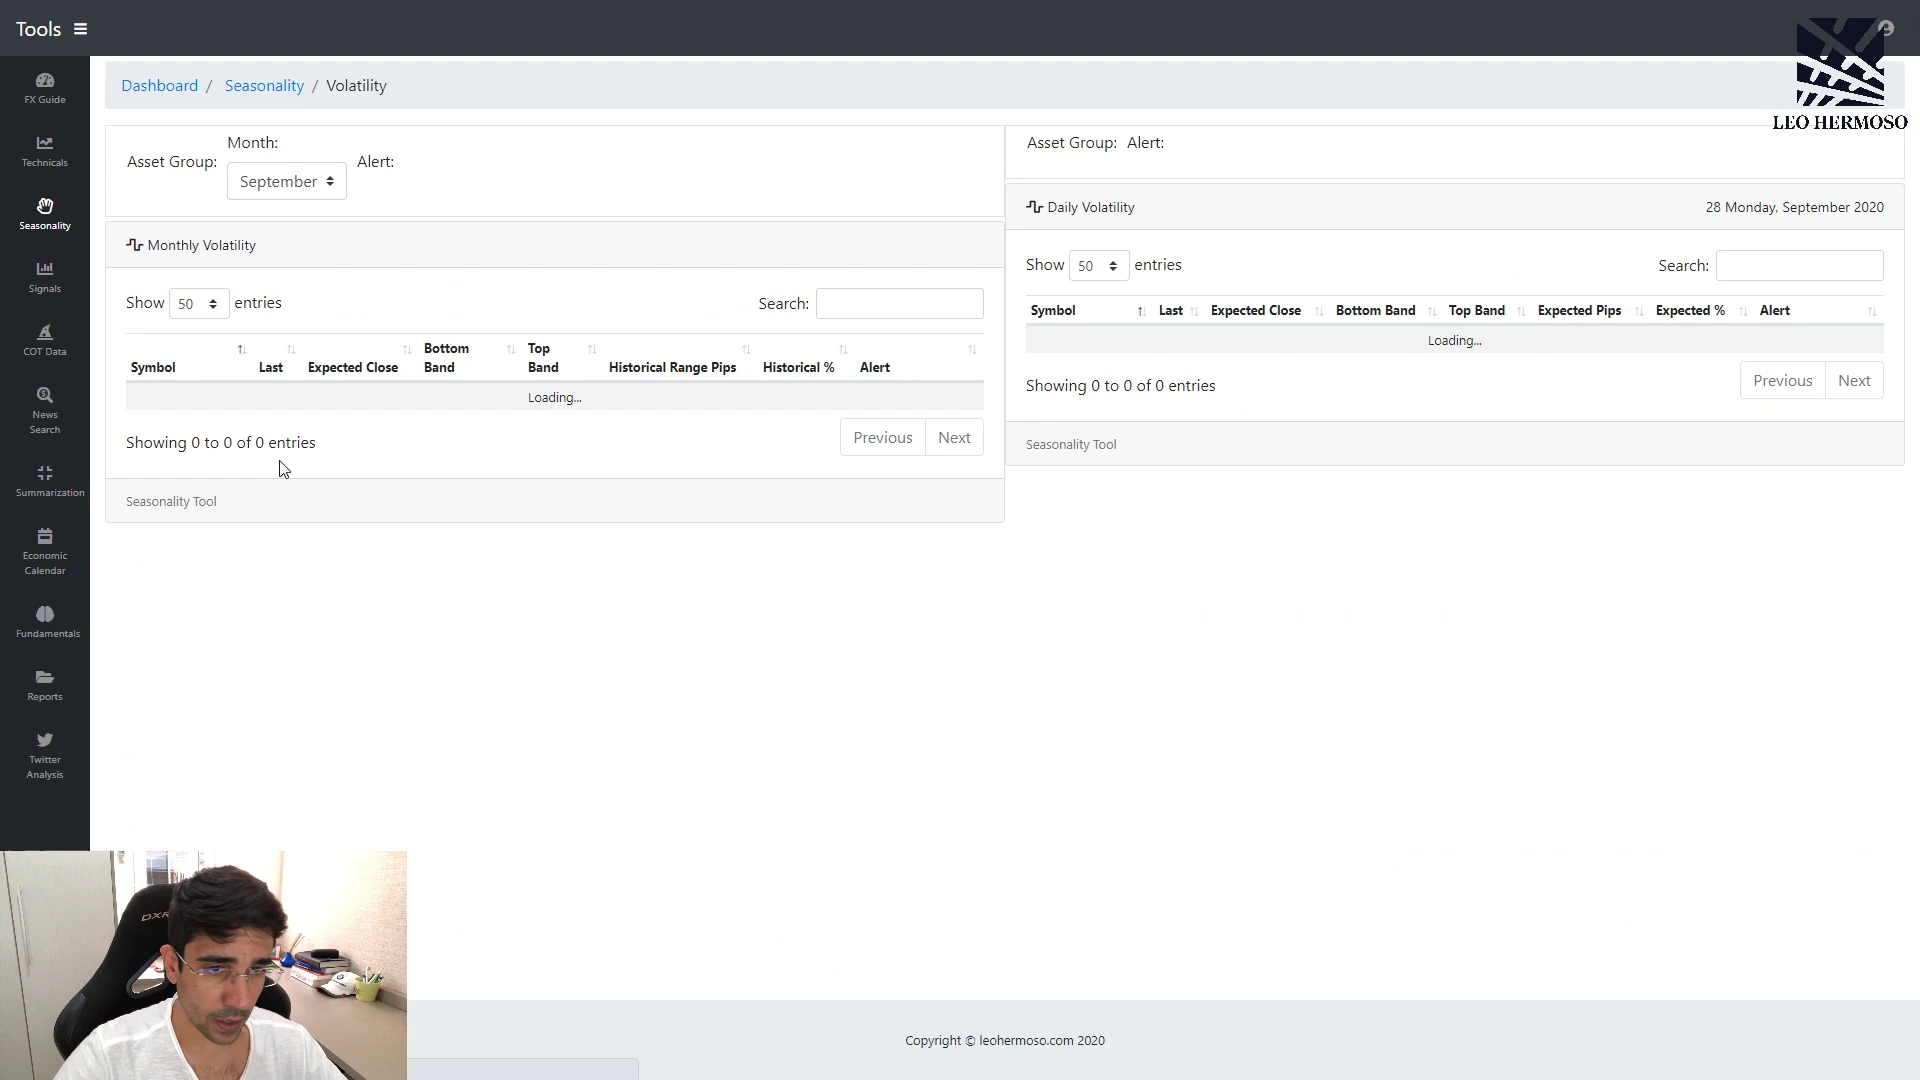 Tools
FX Guide
Technicals
Seasonality
Signals
COT Data
News
Search
Summarization
Economic
Calendar
Fundamentals
Reports
Twitter
Analysis
LEO HERMOSO
Dashboard / Seasonality / Volatility
Month:
Asset Group: September Alert:
Monthly Volatility
Show 50 entries Search:
Symbol Last Expected Close Bottom Band Top Band Historical Range Pips Historical % Alert
Loading...
Showing 0 to 0 of 0 entries Previous Next
Seasonality Tool
Asset Group: Alert:
Daily Volatility 28 Monday, September 2020
Show 50 entries Search:
Symbol Last Expected Close Bottom Band Top Band Expected Pips Expected % Alert
Loading...
Showing 0 to 0 of 0 entries Previous Next
Seasonality Tool
DXR
Copyright © leohermoso.com 2020